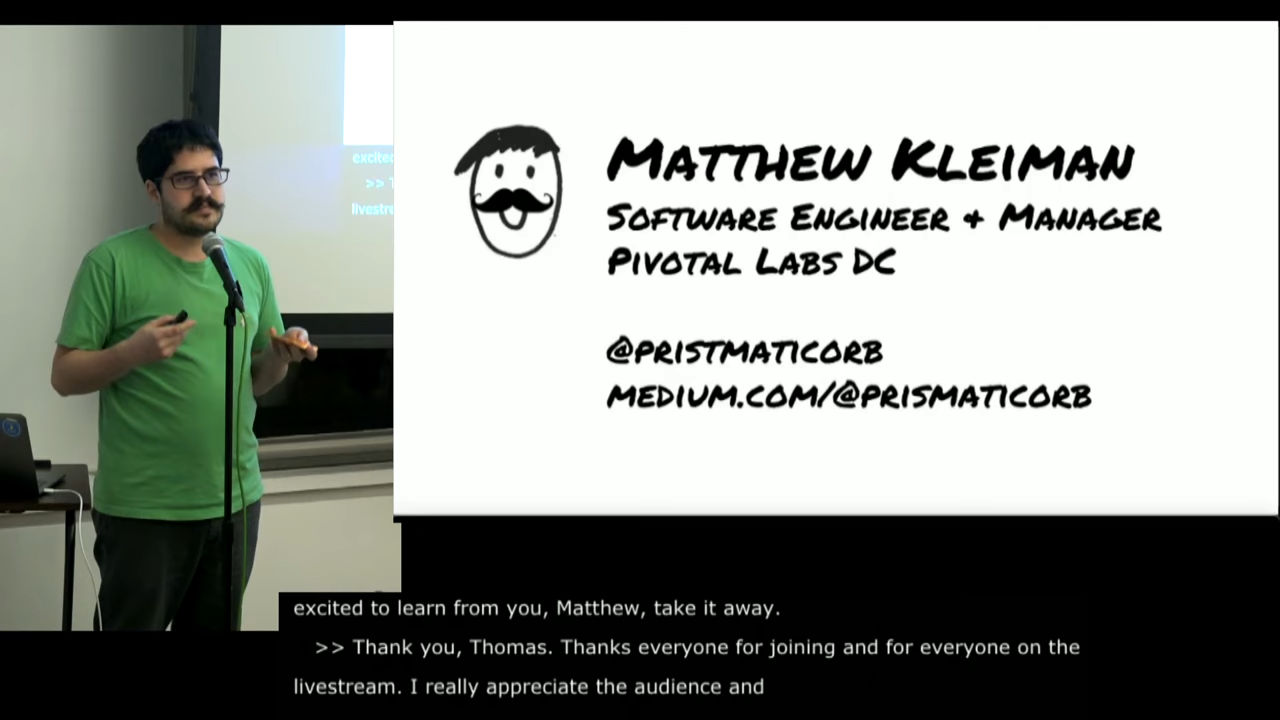 excited
>>
livestre
MATTHEW KLEIMAN
SOFTWARE ENGINEER & MANAGER
PIVOTAL LABS DC
@PRISTMATICORB
MEDIUM.COM/@PRISMATICORB
excited to learn from you, Matthew, take it away.
>> Thank you, Thomas. Thanks everyone for joining and for everyone on the
livestream. I really appreciate the audience and